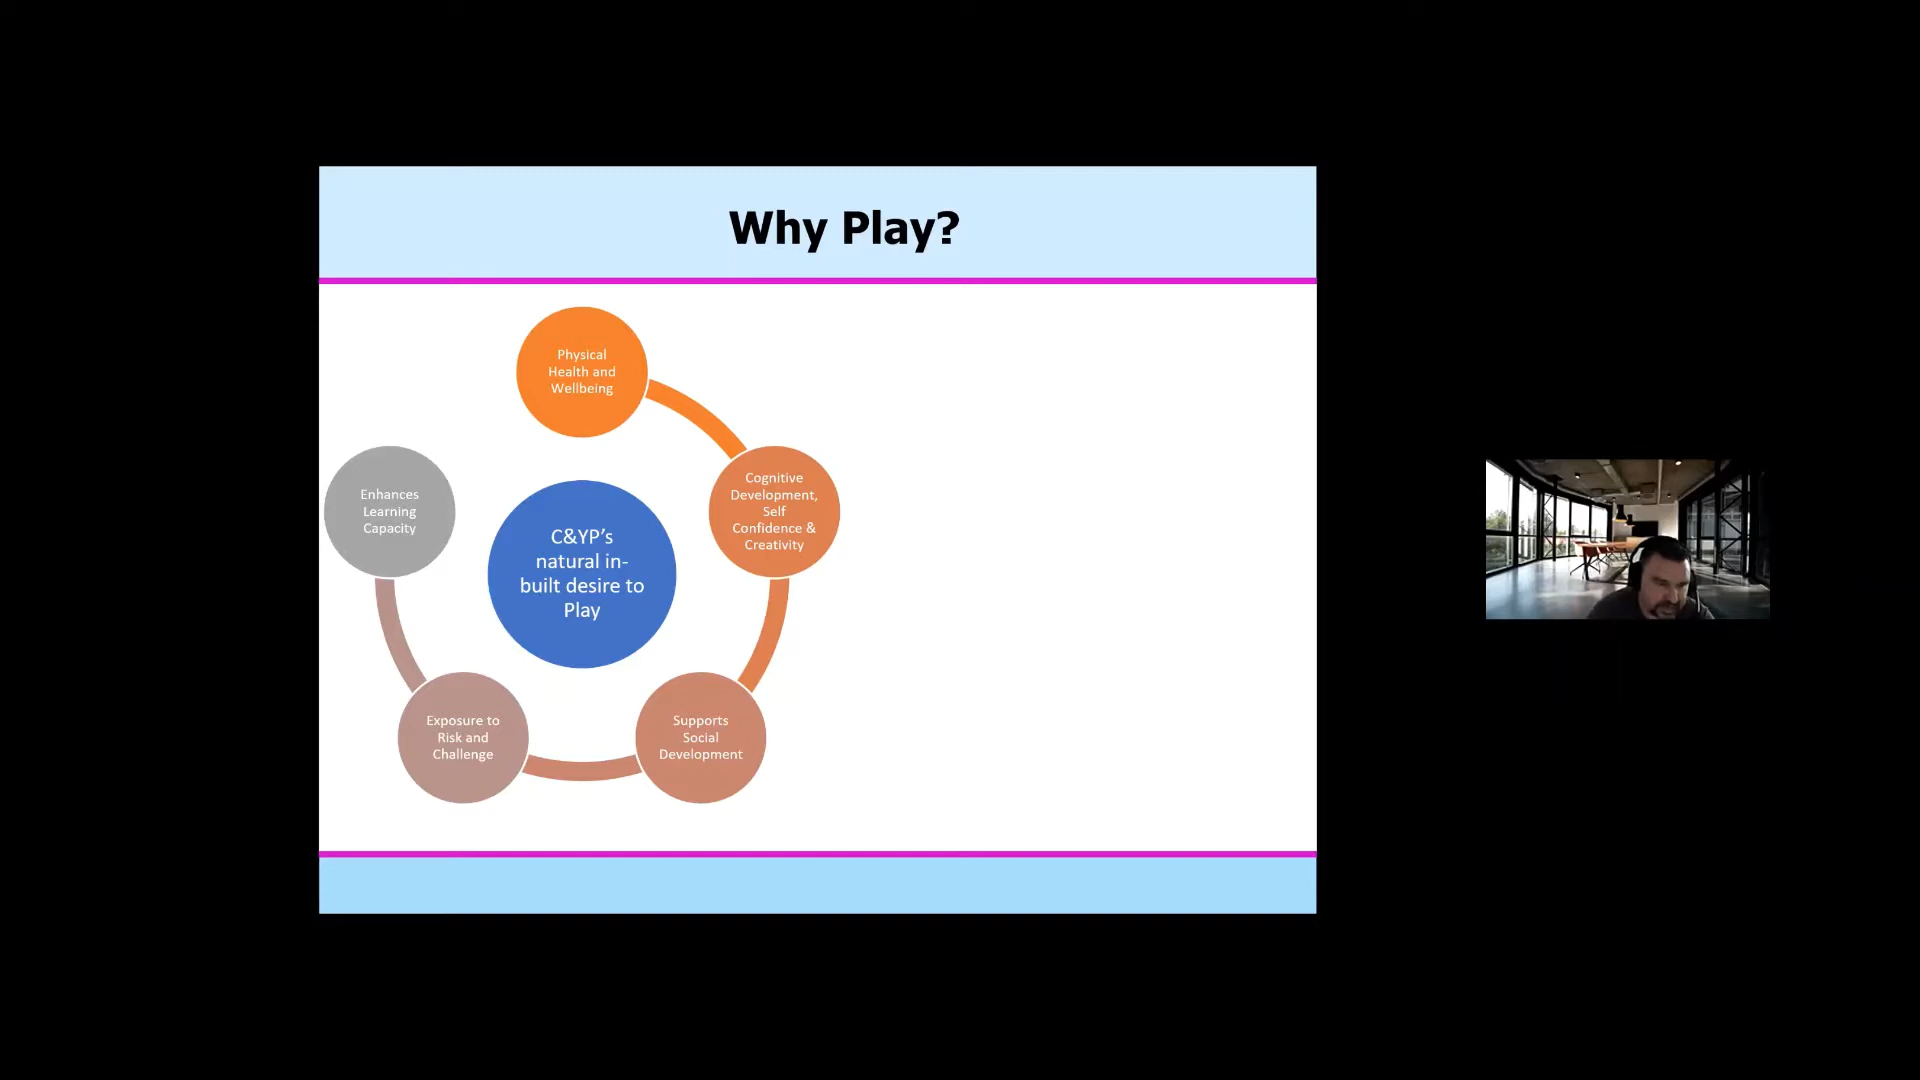 Why Play?
Physical
Health and
Wellbeing
Cognitive
Development,
Self
Confidence &
Creativity
Supports
Social
Development
Exposure to
Risk and
Challenge
Enhances
Learning
Capacity
C&YP's
natural in-
built desire to
Play